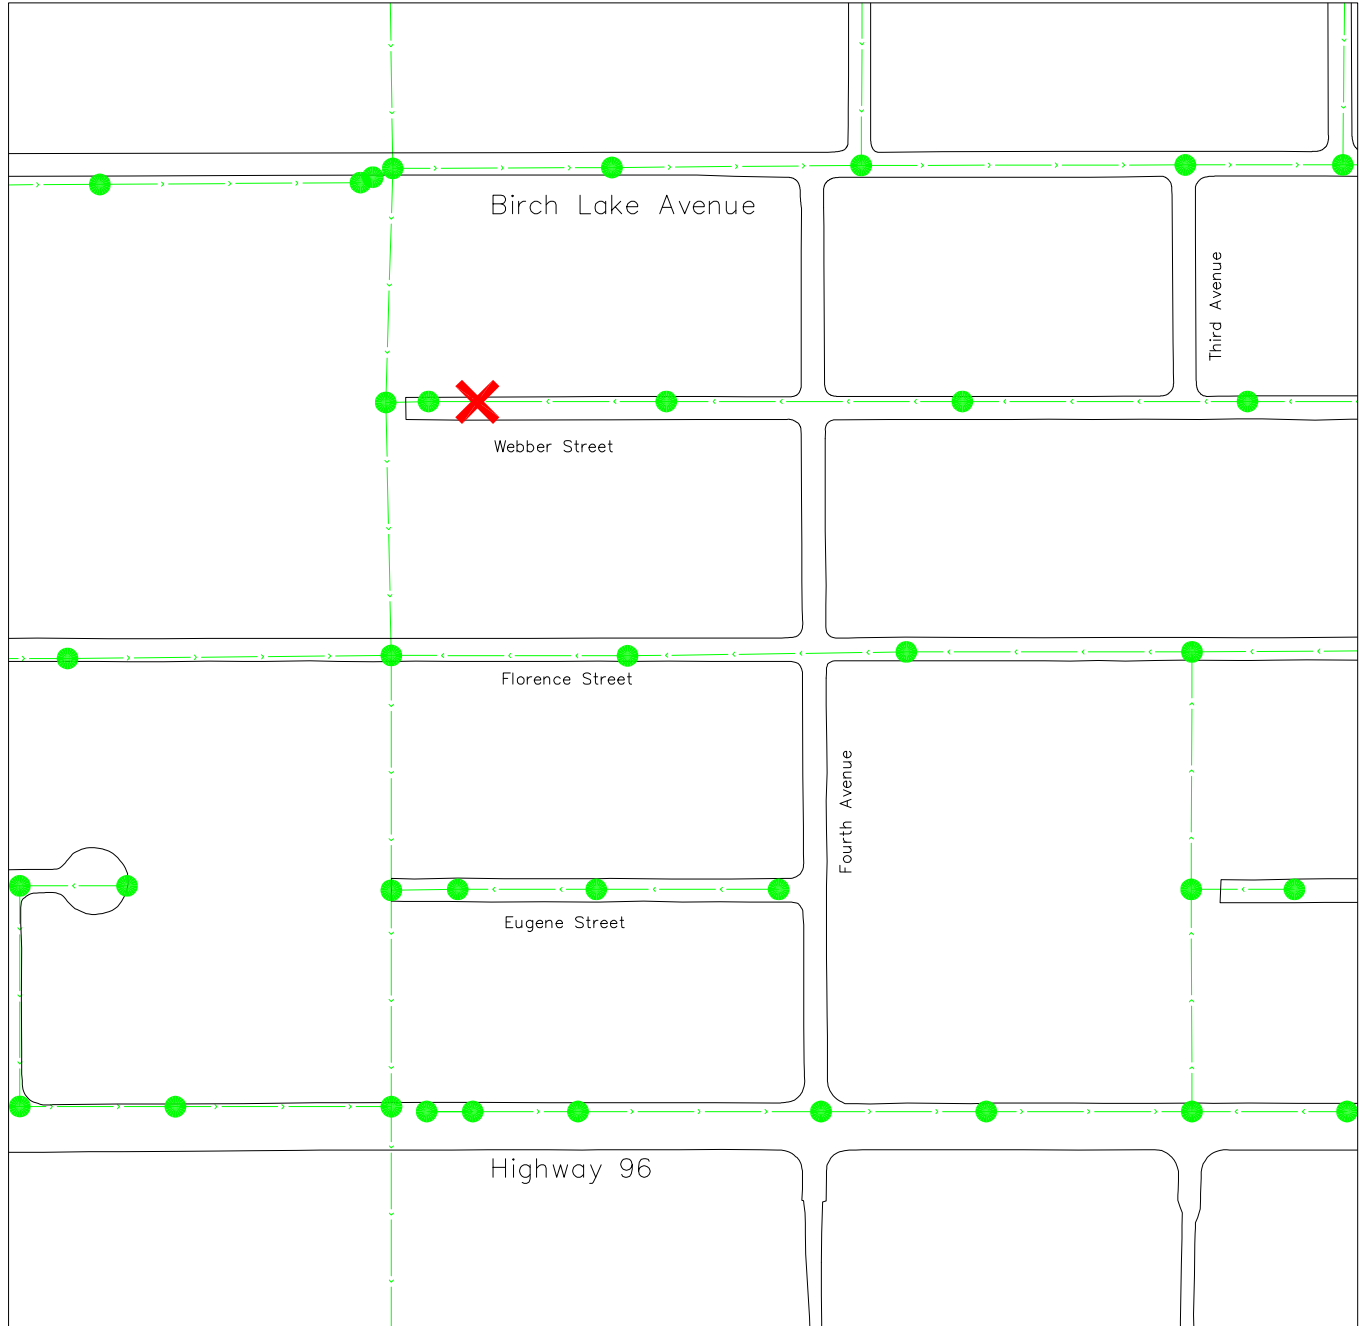 Birch Lake Avenue
Third Avenue
Webber Street
Florence Street
Fourth Avenue
Eugene Street
Highway 96